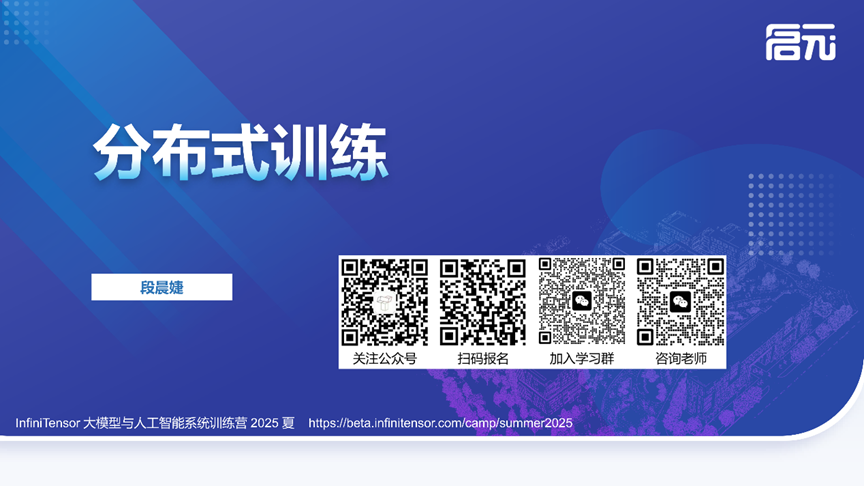 启元
分布式训练
段晨婕
关注公众号 扫码报名 加入学习群 咨询老师
InfiniTensor 大模型与人工智能系统训练营 2025 夏 https://beta.infinitensor.com/camp/summer2025